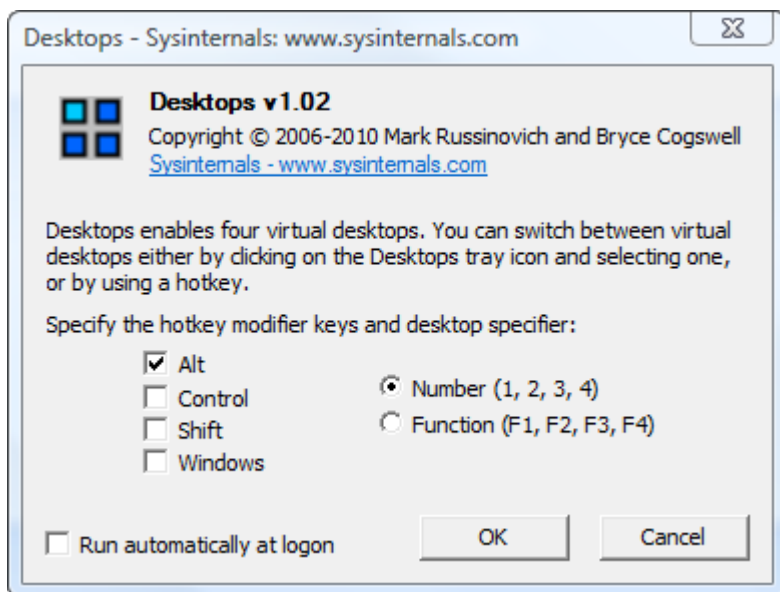 Desktops - Sysinternals: www.sysinternals.com
Desktops v1.02
Copyright © 2006-2010 Mark Russinovich and Bryce Cogswell
Sysinternals - www.sysinternals.com
Desktops enables four virtual desktops. You can switch between virtual
desktops either by clicking on the Desktops tray icon and selecting one,
or by using a hotkey.
Specify the hotkey modifier keys and desktop specifier:
Alt
Control
Shift
Windows
Number (1, 2, 3, 4)
Function (F1, F2, F3, F4)
Run automatically at logon
OK
Cancel